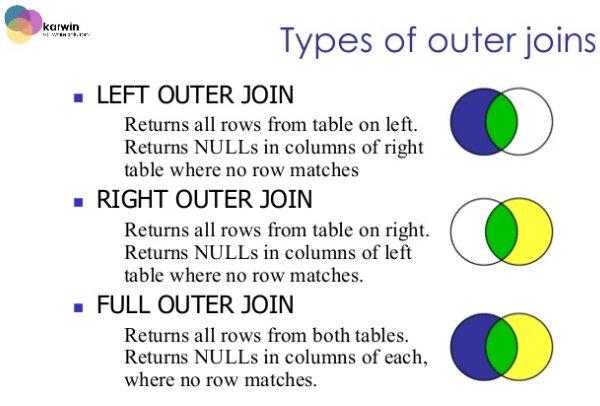 karwin
Types of outer joins
LEFT OUTER JOIN
Returns all rows from table on left.
Returns NULLs in columns of right
table where no row matches
RIGHT OUTER JOIN
Returns all rows from table on right.
Returns NULLs in columns of left
table where no row matches.
FULL OUTER JOIN
Returns all rows from both tables.
Returns NULLs in columns of each,
where no row matches.